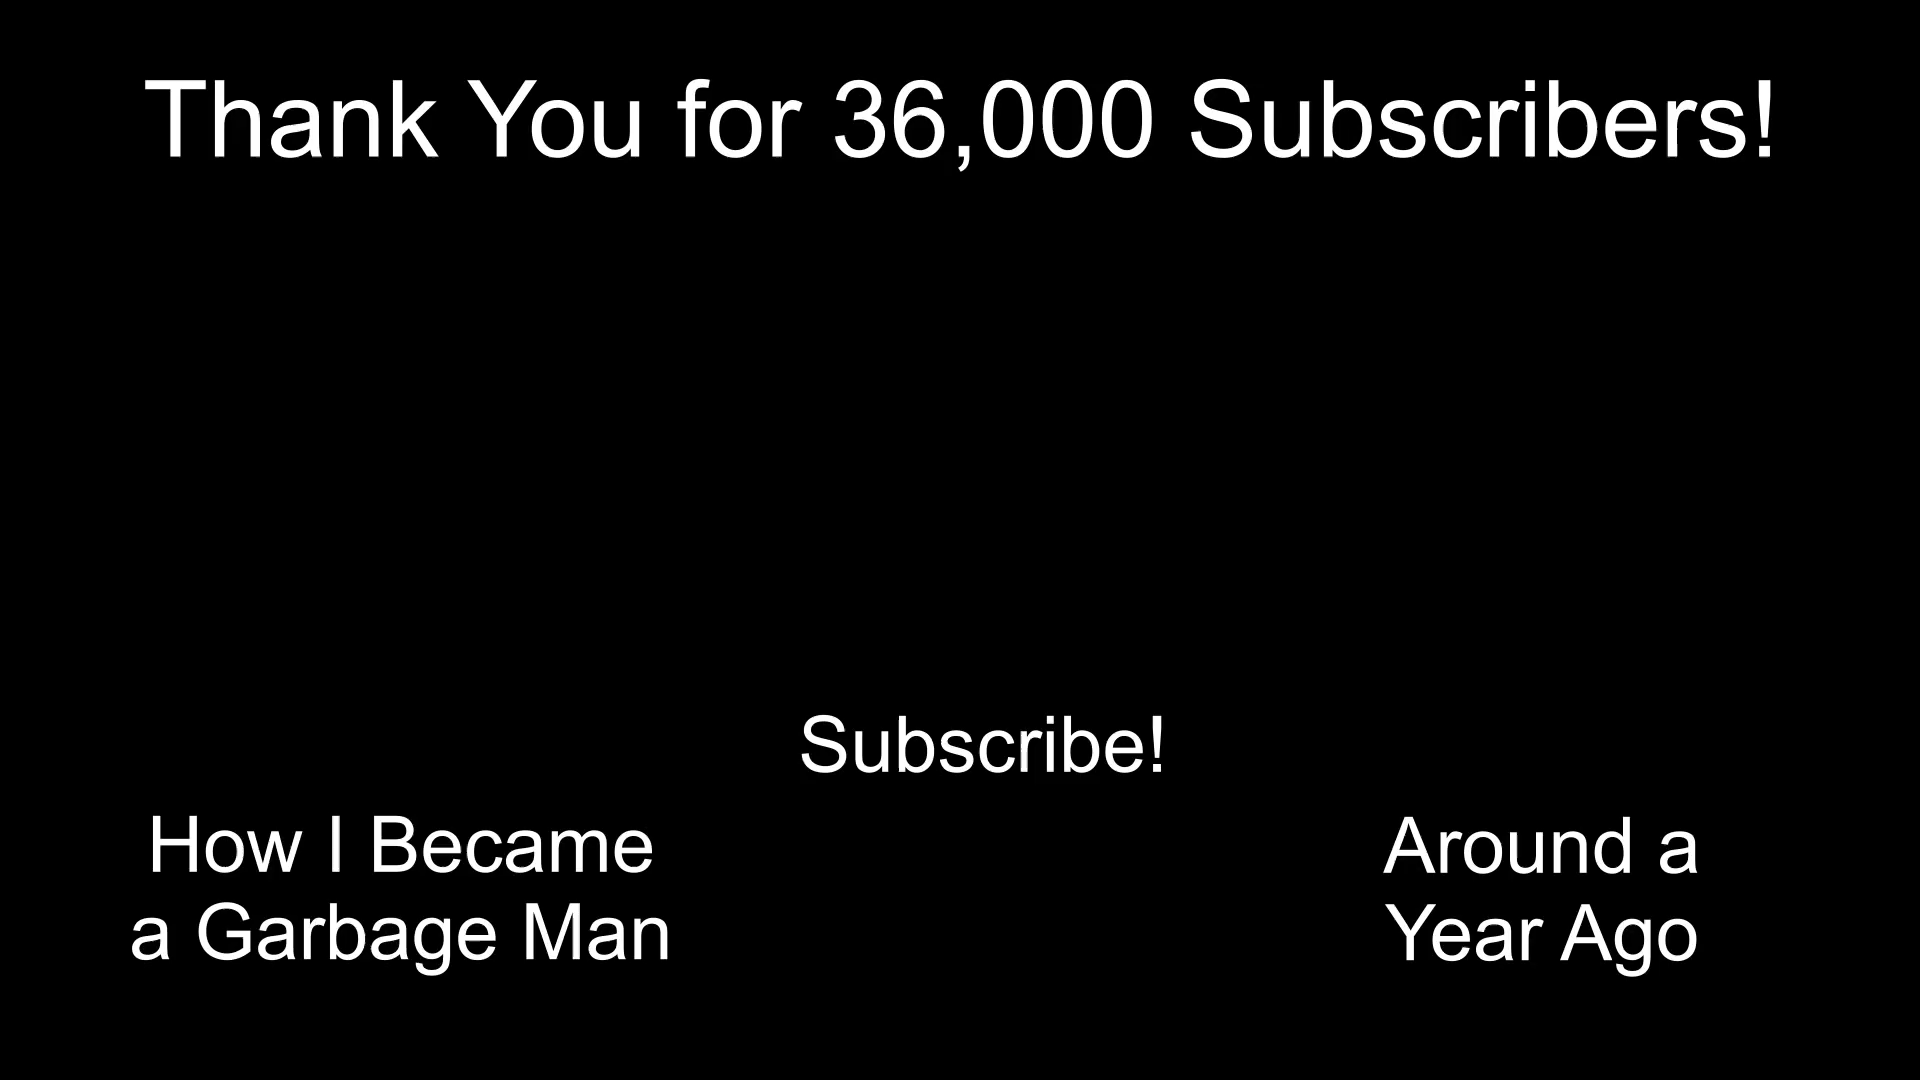 Thank You for 36,000 Subscribers!
Subscribe!
How I Became
a Garbage Man
Around a
Year Ago